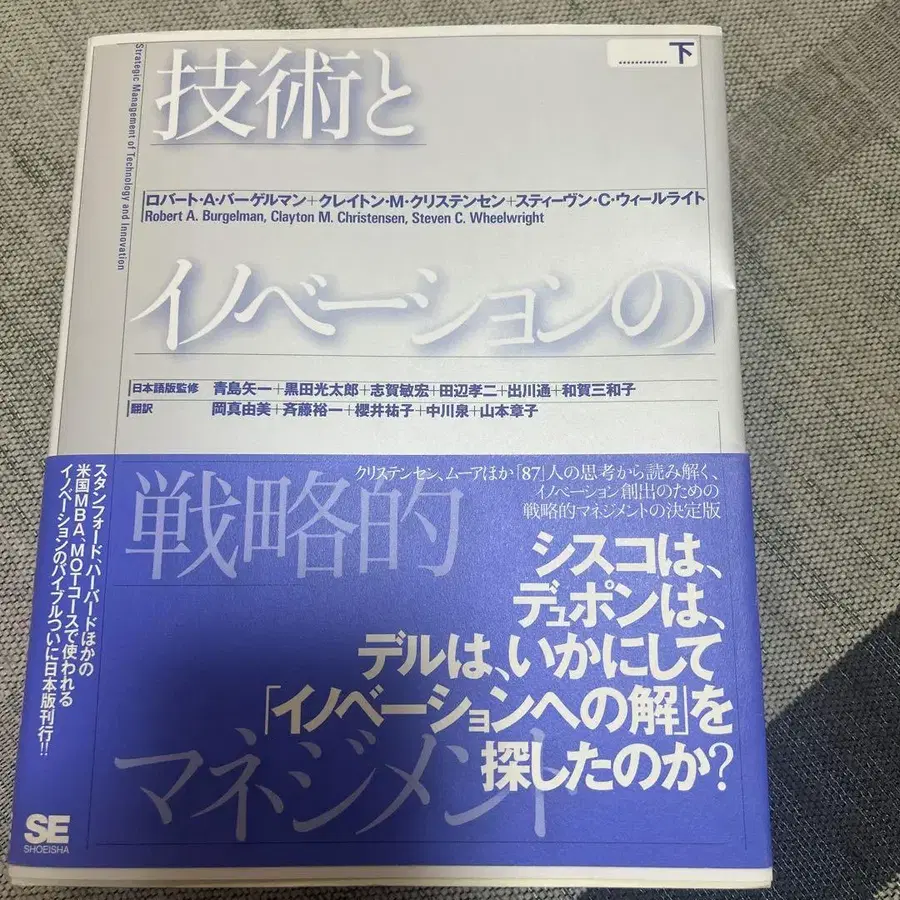 下
技術と
Strategic Management of Technology and Innovation
ロバート・A・バーゲルマン+クレイトン・M・クリステンセン+スティーヴン・C・ウィールライト
Robert A. Burgelman, Clayton M. Christensen, Steven C. Wheelwright
イノベーションの
日本語版監修 青島矢一+黒田光太郎+志賀敏宏+田辺孝二+出川通+和賀三和子
翻訳 岡真由美+斉藤裕一+櫻井祐子+中川泉+山本章子
戦略的
クリステンセン、ムーアほか「87」人の思考から読み解く、
イノベーション創出のための
戦略的マネジメントの決定版
シスコは、
デュポンは、
デルは、いかにして
「イノベーションへの解」を
探したのか?
マネジメント
スタンフォード、ハーバードほかの
米国MBA、MOTコースで使われる
イノベーションのバイブルついに日本版刊行!!
SE
SHOEISHA